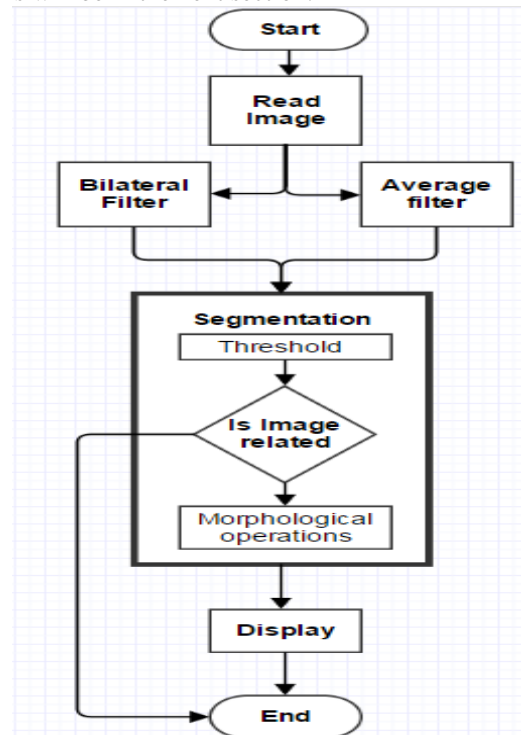 Start
Read
Image
Bilateral
Filter
Average
filter
Segmentation
Threshold
Is Image
related
Morphological
operations
Display
End